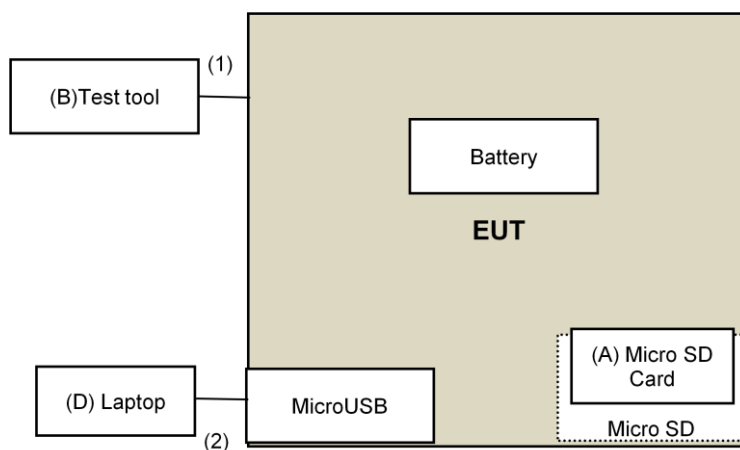 (1)
(B)Test tool
Battery
EUT
(A) Micro SD
Card
(D) Laptop
MicroUSB
Micro SD
(2)